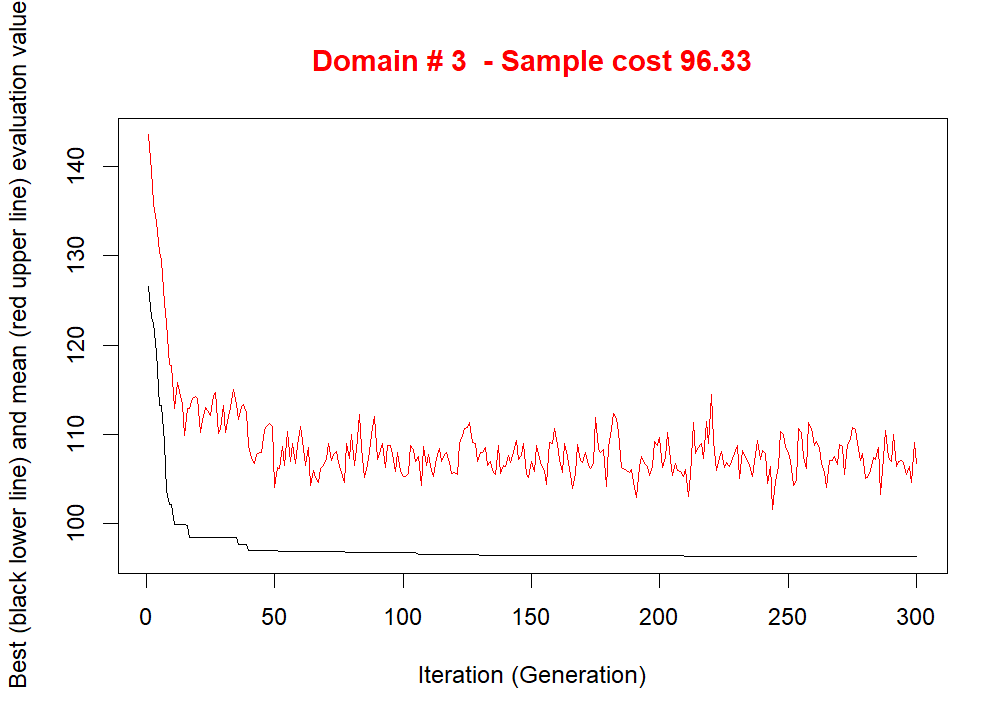 Domain # 3  - Sample cost 96.33
Best (black lower line) and mean (red upper line) evaluation value
140
130
120
110
100
0 50 100 150 200 250 300
Iteration (Generation)